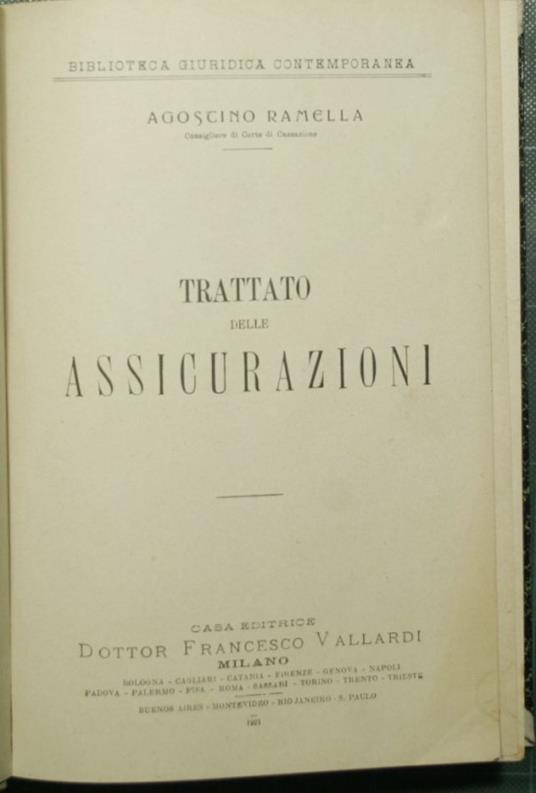 BIBLIOTECA GIURIDICA CONTEMPORANEA
AGOSTINO RAMELLA
Consigliere di Corte di Cassazione
TRATTATO
DELLE
ASSICURAZIONI
CASA EDITRICE
DOTTOR FRANCESCO VALLARDI
MILANO
BOLOGNA - CAGLIARI - CATANIA - FIRENZE - GENOVA - NAPOLI
PADOVA - PALERMO - PISA - ROMA - SASSARI - TORINO - TRENTO - TRIESTE
BUENOS AIRES - MONTEVIDEO - RIO JANEIRO - S. PAULO